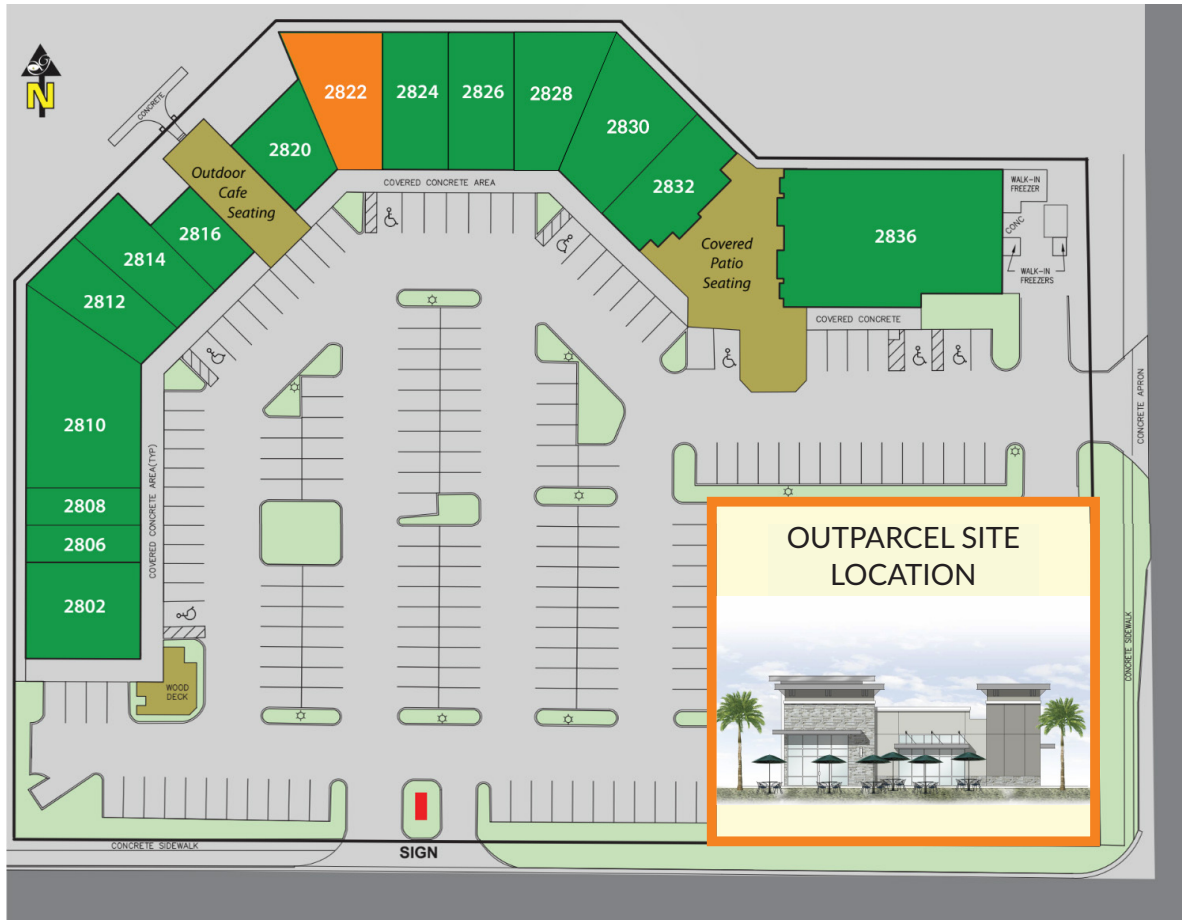 N
CONCRETE
2822
2824
2826
2828
2830
2832
2820
Outdoor
Cafe
Seating
2816
2814
2812
2810
2808
2806
2802
COVERED CONCRETE AREA
COVERED CONCRETE AREA(TYP)
Covered
Patio
Seating
2836
WALK-IN
FREEZER
CONC
WALK-IN
FREEZERS
COVERED CONCRETE
CONCRETE APRON
OUTPARCEL SITE
LOCATION
CONCRETE SIDEWALK
WOOD
DECK
CONCRETE SIDEWALK
SIGN